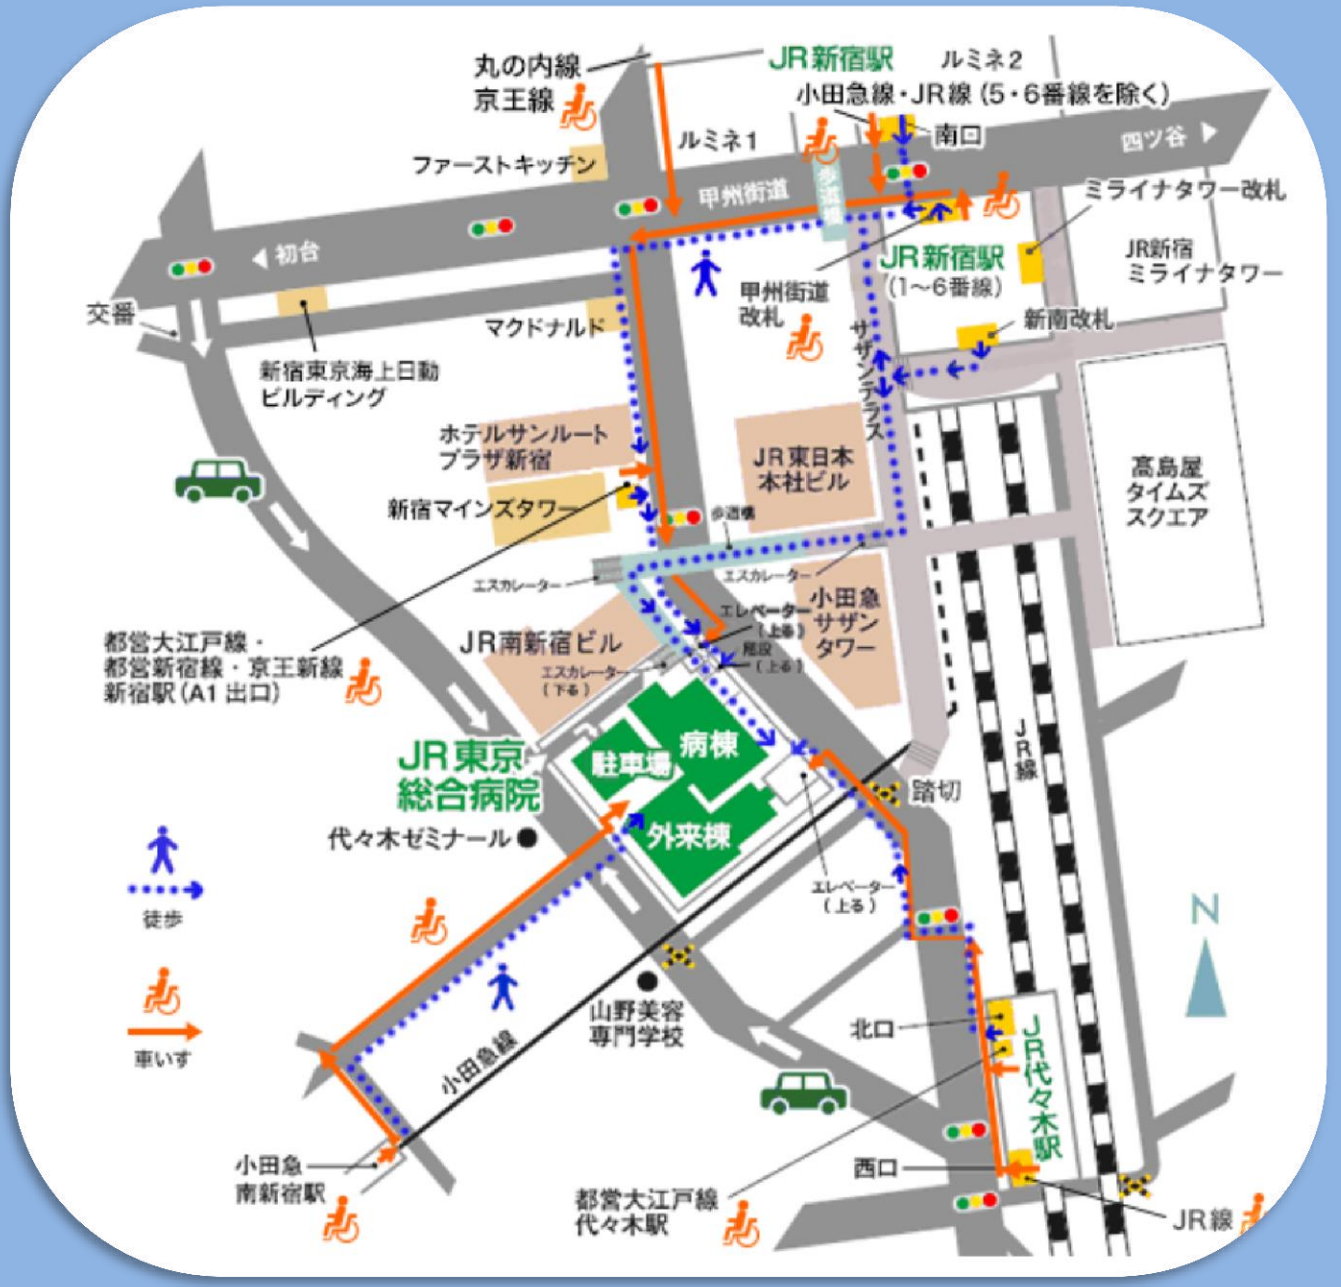 丸の内線
京王線
JR新宿駅
ルミネ2
小田急線・JR線(5・6番線を除く)
南口
ルミネ1
四ツ谷
ファーストキッチン
甲州街道
歩道橋
ミライナタワー改札
初台
JR新宿駅
(1〜6番線)
JR新宿
ミライナタワー
交番
甲州街道
改札
マクドナルド
新南改札
サザンテラス
新宿東京海上日動
ビルディング
ホテルサンルート
プラザ新宿
JR東日本
本社ビル
髙島屋
タイムズ
スクエア
新宿マインズタワー
歩道橋
エスカレーター
エスカレーター
小田急
サザン
タワー
エレベーター
(上る)
階段
(上る)
JR南新宿ビル
エスカレーター
(下る)
都営大江戸線・
都営新宿線・京王新線
新宿駅(A1出口)
JR東京
総合病院
病棟
駐車場
外来棟
JR線
踏切
代々木ゼミナール
エレベーター
(上る)
徒歩
N
山野美容
専門学校
北口
車いす
小田急線
JR代々木駅
小田急
南新宿駅
西口
都営大江戸線
代々木駅
JR線